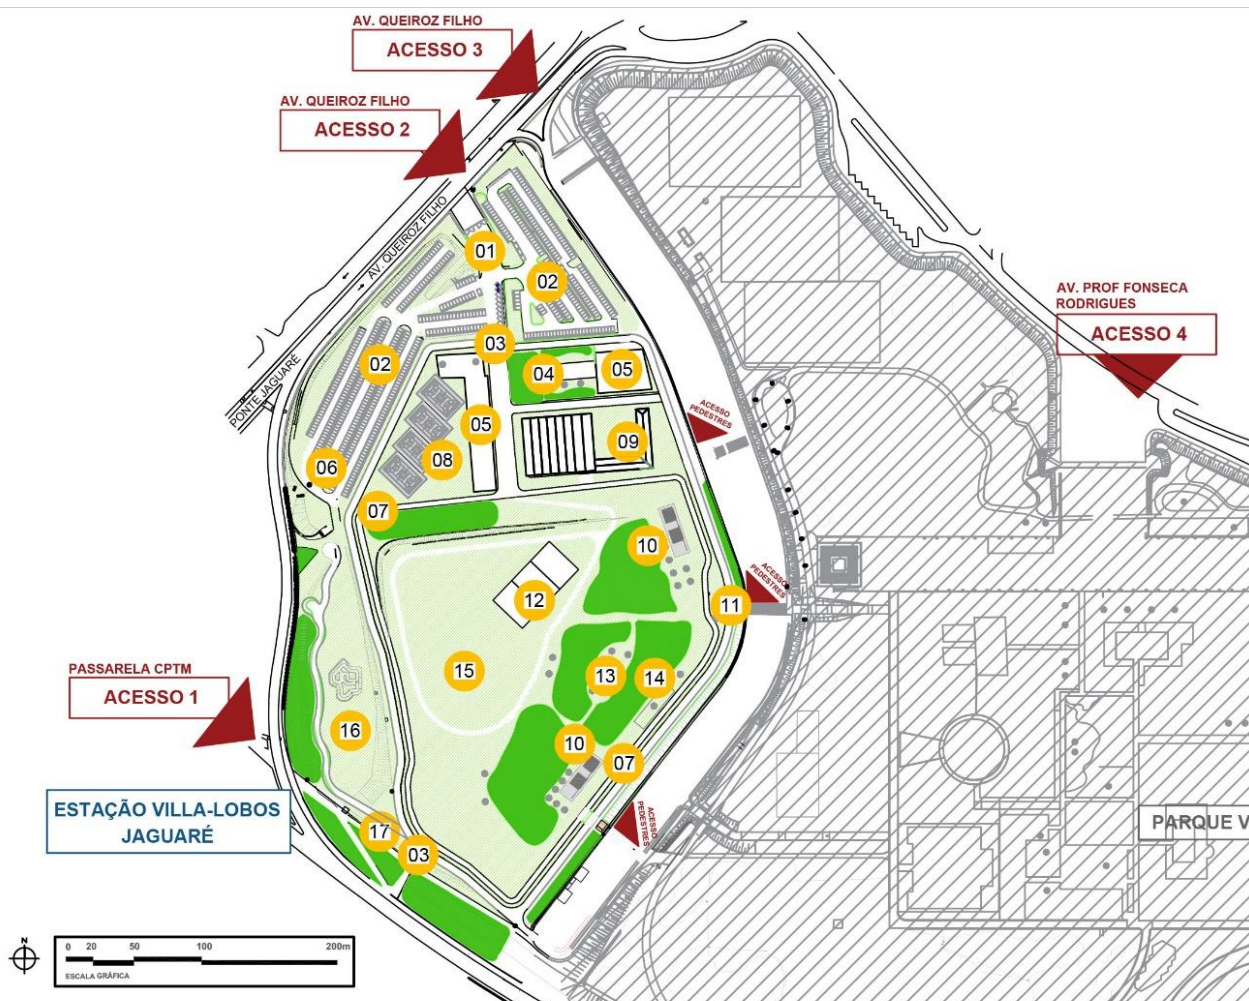 AV. QUEIROZ FILHO
ACESSO 3
AV. QUEIROZ FILHO
ACESSO 2
AV. QUEIROZ FILHO
PONTE JAGUARÉ
AV. PROF FONSECA
RODRIGUES
ACESSO 4
01
02
03
02
04
05
05
09
08
06
07
ACESSO
PEDESTRES
10
ACESSO
PEDESTRES
11
12
15
13
14
PASSARELA CPTM
ACESSO 1
16
10
07
ACESSO
PEDESTRES
ESTAÇÃO VILLA-LOBOS
JAGUARÉ
17
03
PARQUE V
N
0 20 50 100 200m
ESCALA GRÁFICA